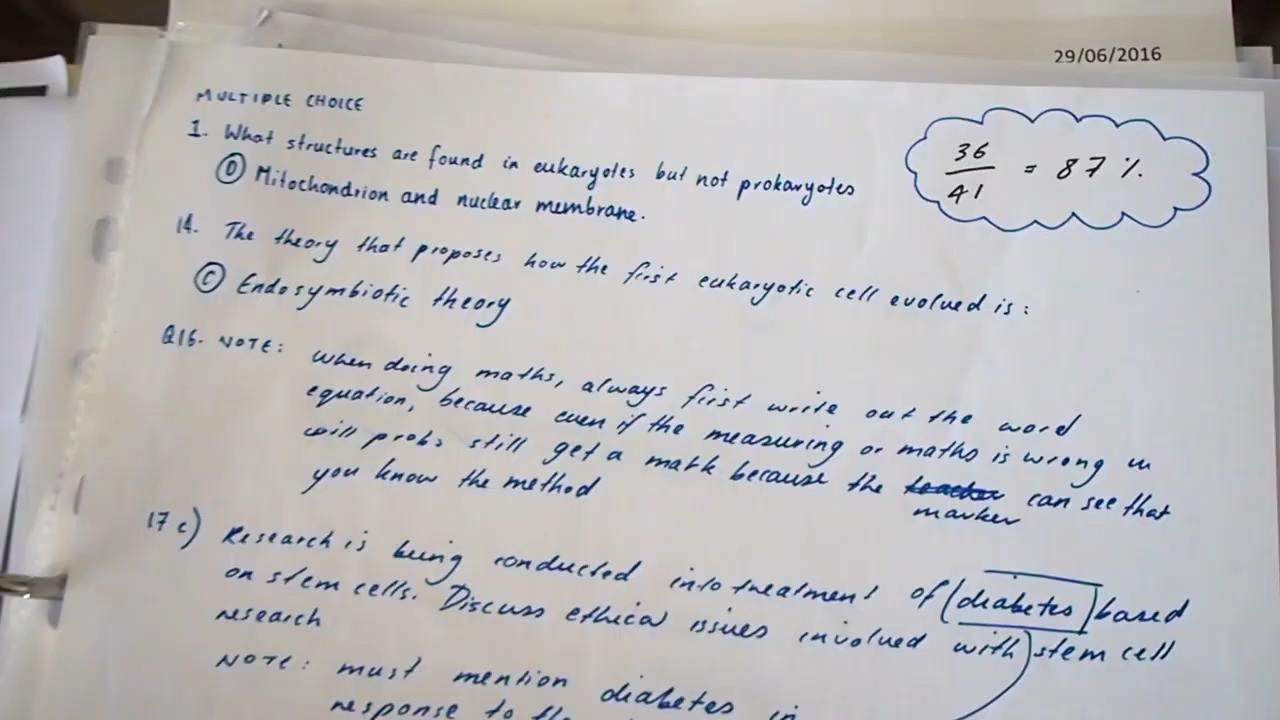 29/06/2016
MULTIPLE CHOICE
36
41
= 87 %.
1. What structures are found in eukaryotes but not prokaryotes
D Mitochondrion and nuclear membrane.
14. The theory that proposes how the first eukaryotic cell evolved is:
C Endosymbiotic theory
Q16. NOTE: when doing maths, always first write out the word
equation, because even if the measuring or maths is wrong u
will probs still get a mark because the teacher can see that
marker
you know the method
17 c) Research is being conducted into treatment of (diabetes) based
on stem cells. Discuss ethical issues involved with stem cell
research
NOTE: must mention diabetes in
response to